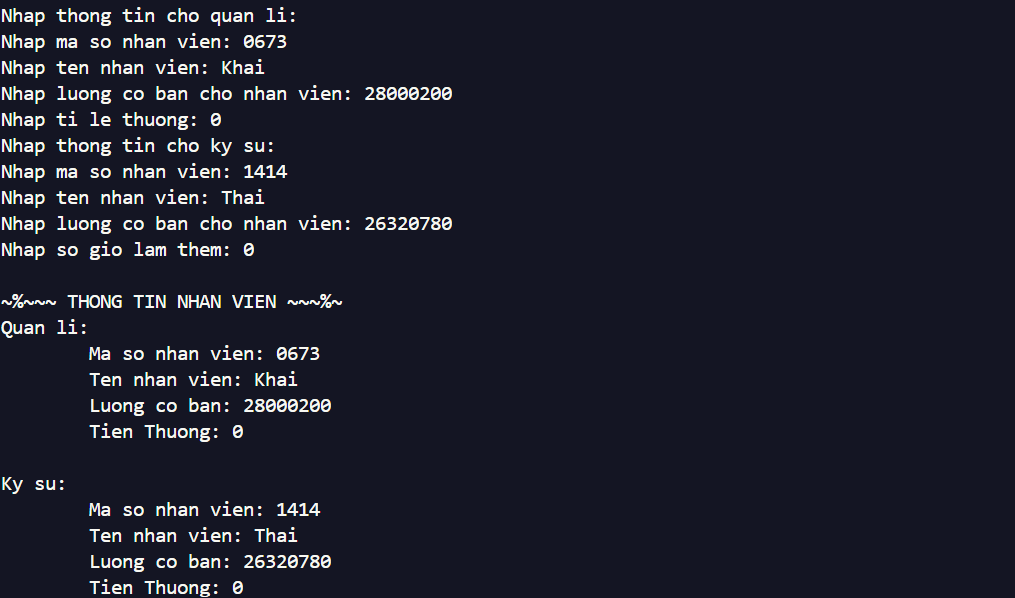 Nhap thong tin cho quan li:
Nhap ma so nhan vien: 0673
Nhap ten nhan vien: Khai
Nhap luong co ban cho nhan vien: 28000200
Nhap ti le thuong: 0
Nhap thong tin cho ky su:
Nhap ma so nhan vien: 1414
Nhap ten nhan vien: Thai
Nhap luong co ban cho nhan vien: 26320780
Nhap so gio lam them: 0
~%~~~ THONG TIN NHAN VIEN ~~~%~
Quan li:
Ma so nhan vien: 0673
Ten nhan vien: Khai
Luong co ban: 28000200
Tien Thuong: 0
Ky su:
Ma so nhan vien: 1414
Ten nhan vien: Thai
Luong co ban: 26320780
Tien Thuong: 0